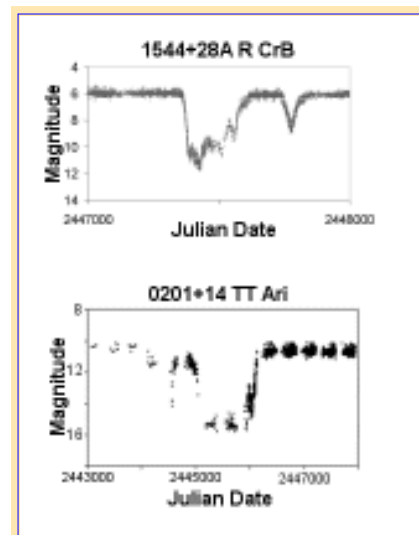 1544+28A R CrB
4
6
8
10
12
14
Magnitude
2447000 2448000
Julian Date
0201+14 TT Ari
8
12
16
Magnitude
2443000 2445000 2447000
Julian Date